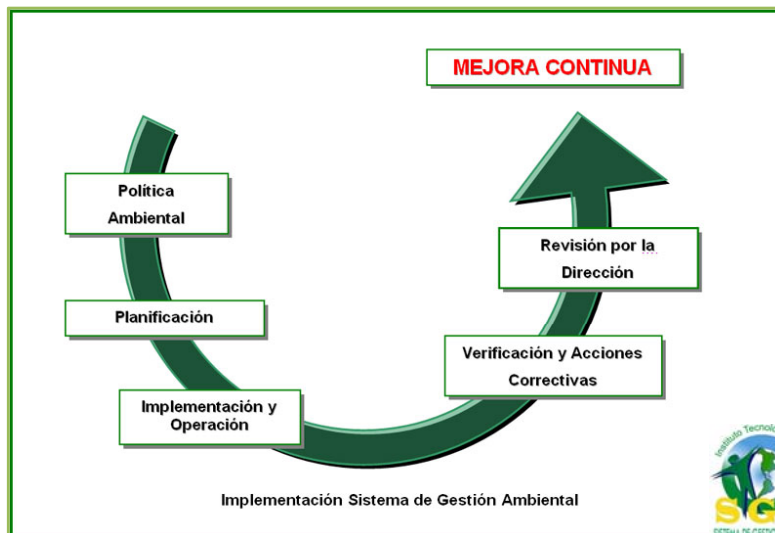 MEJORA CONTINUA
Política
Ambiental
Planificación
Implementación y
Operación
Verificación y Acciones
Correctivas
Revisión por la
Dirección
Implementación Sistema de Gestión Ambiental
Instituto